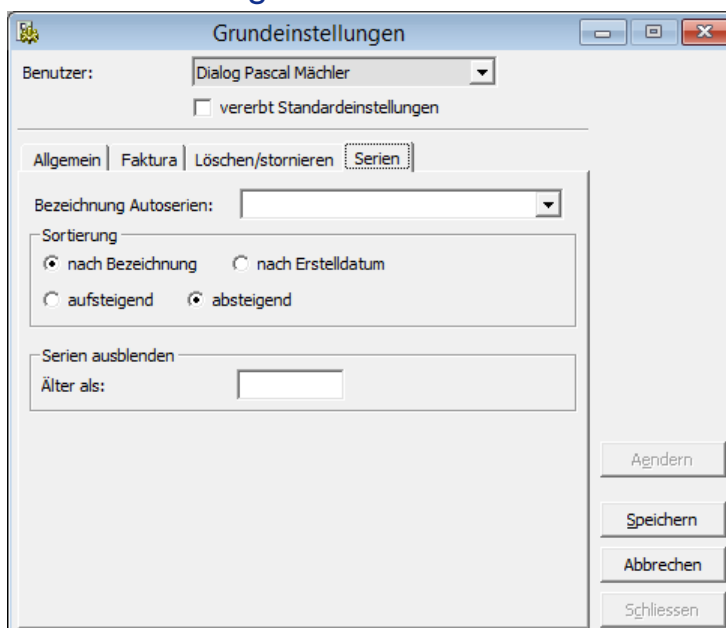 Grundeinstellungen
Benutzer: Dialog Pascal Mächler
vererbt Standardeinstellungen
Allgemein Faktura Löschen/stornieren Serien
Bezeichnung Autoserien:
Sortierung
nach Bezeichnung nach Erstelldatum
aufsteigend absteigend
Serien ausblenden
Älter als:
Aendern
Speichern
Abbrechen
Schliessen